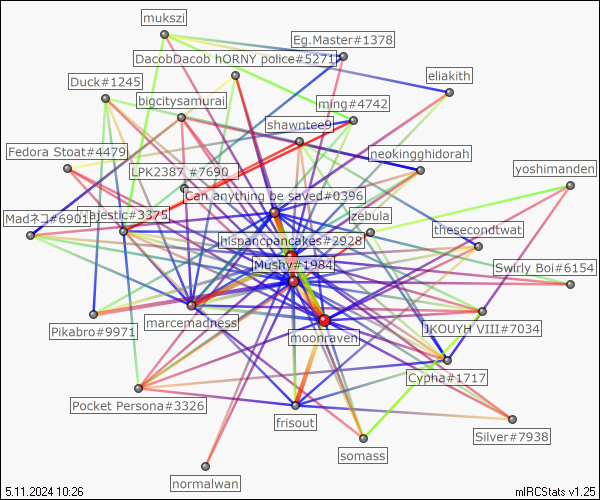 mukszi
Eg.Master#1378
DacobDacob hORNY police#5271
eliakith
Duck#1245
bigcitysamurai
ming#4742
shawntee9
Fedora Stoat#4479
neokingghidorah
LPK2387 #7690
yoshimanden
Can anything be saved#0396
Madネコ#6901
Majestic#3375
zebula
thesecondtwat
hispancpancakes#2928
Mushy#1984
Swirly Boi#6154
Pikabro#9971
marcemadness
moonraven
JKOUYH VIII#7034
Cypha#1717
Pocket Persona#3326
frisout
Silver#7938
somass
normalwan
5.11.2024 10:26
mIRCStats v1.25